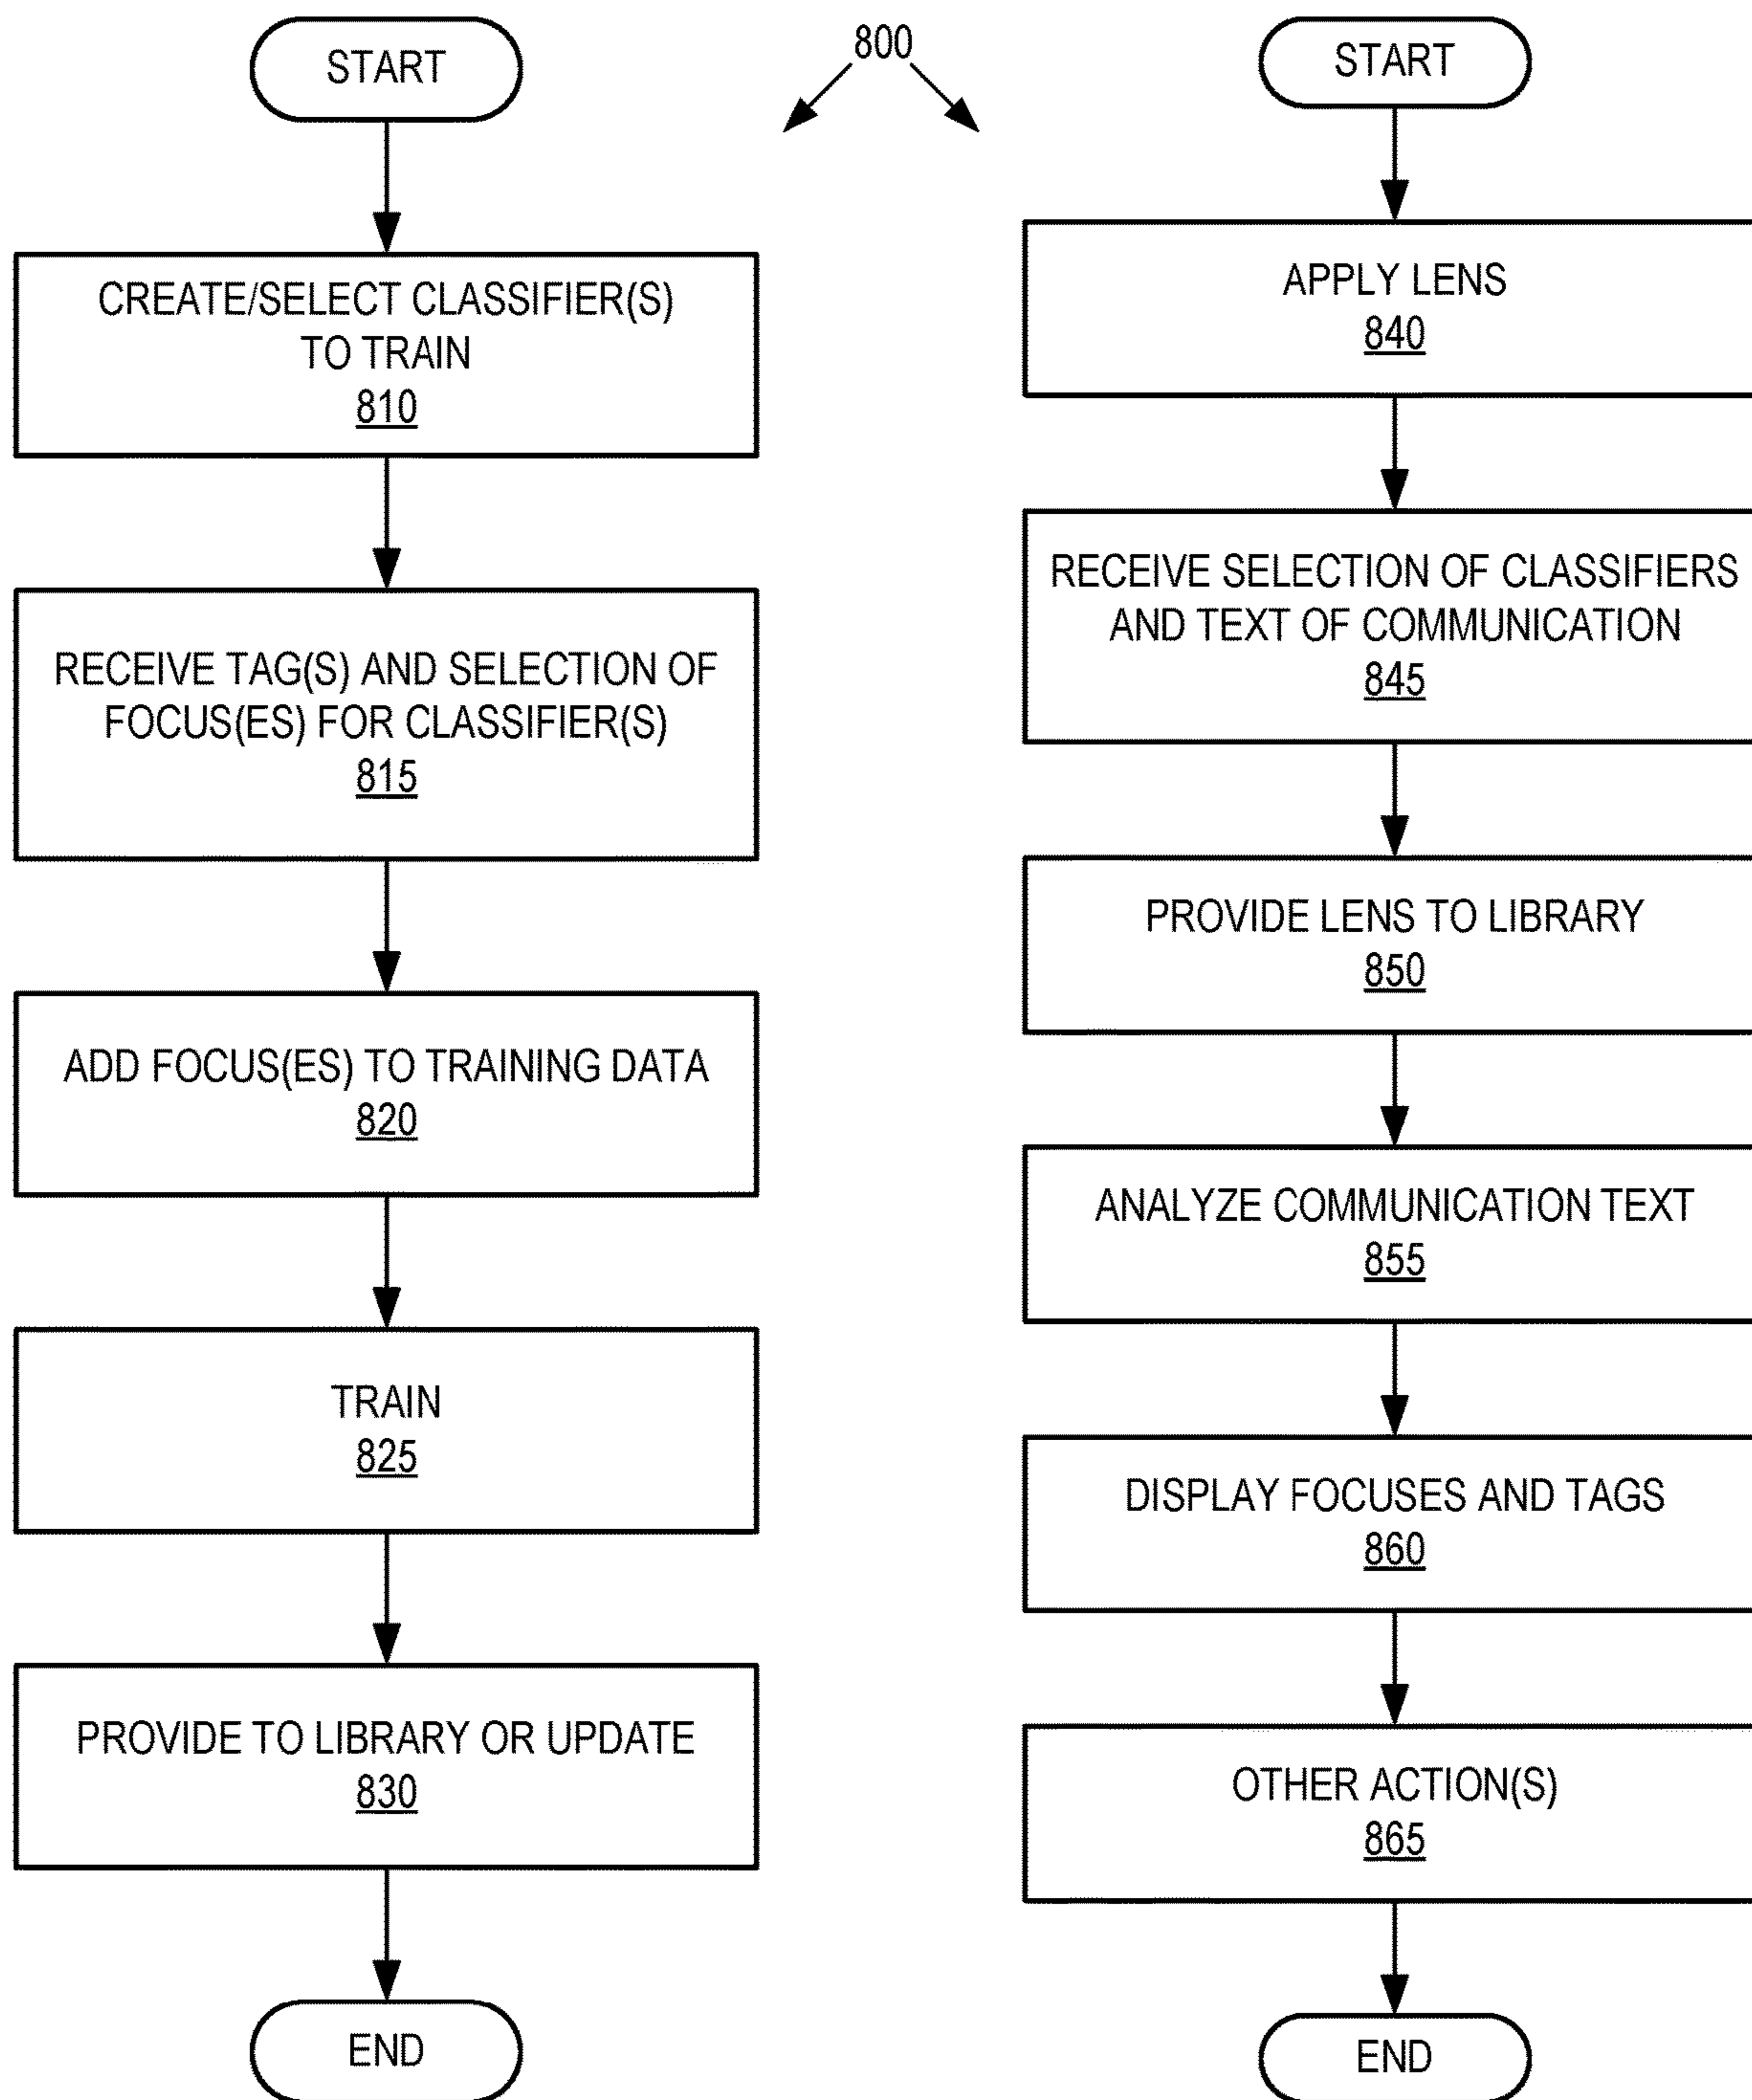 800
START
CREATE/SELECT CLASSIFIER(S)
TO TRAIN
810
RECEIVE TAG(S) AND SELECTION OF
FOCUS(ES) FOR CLASSIFIER(S)
815
ADD FOCUS(ES) TO TRAINING DATA
820
TRAIN
825
PROVIDE TO LIBRARY OR UPDATE
830
END
START
APPLY LENS
840
RECEIVE SELECTION OF CLASSIFIERS
AND TEXT OF COMMUNICATION
845
PROVIDE LENS TO LIBRARY
850
ANALYZE COMMUNICATION TEXT
855
DISPLAY FOCUSES AND TAGS
860
OTHER ACTION(S)
865
END